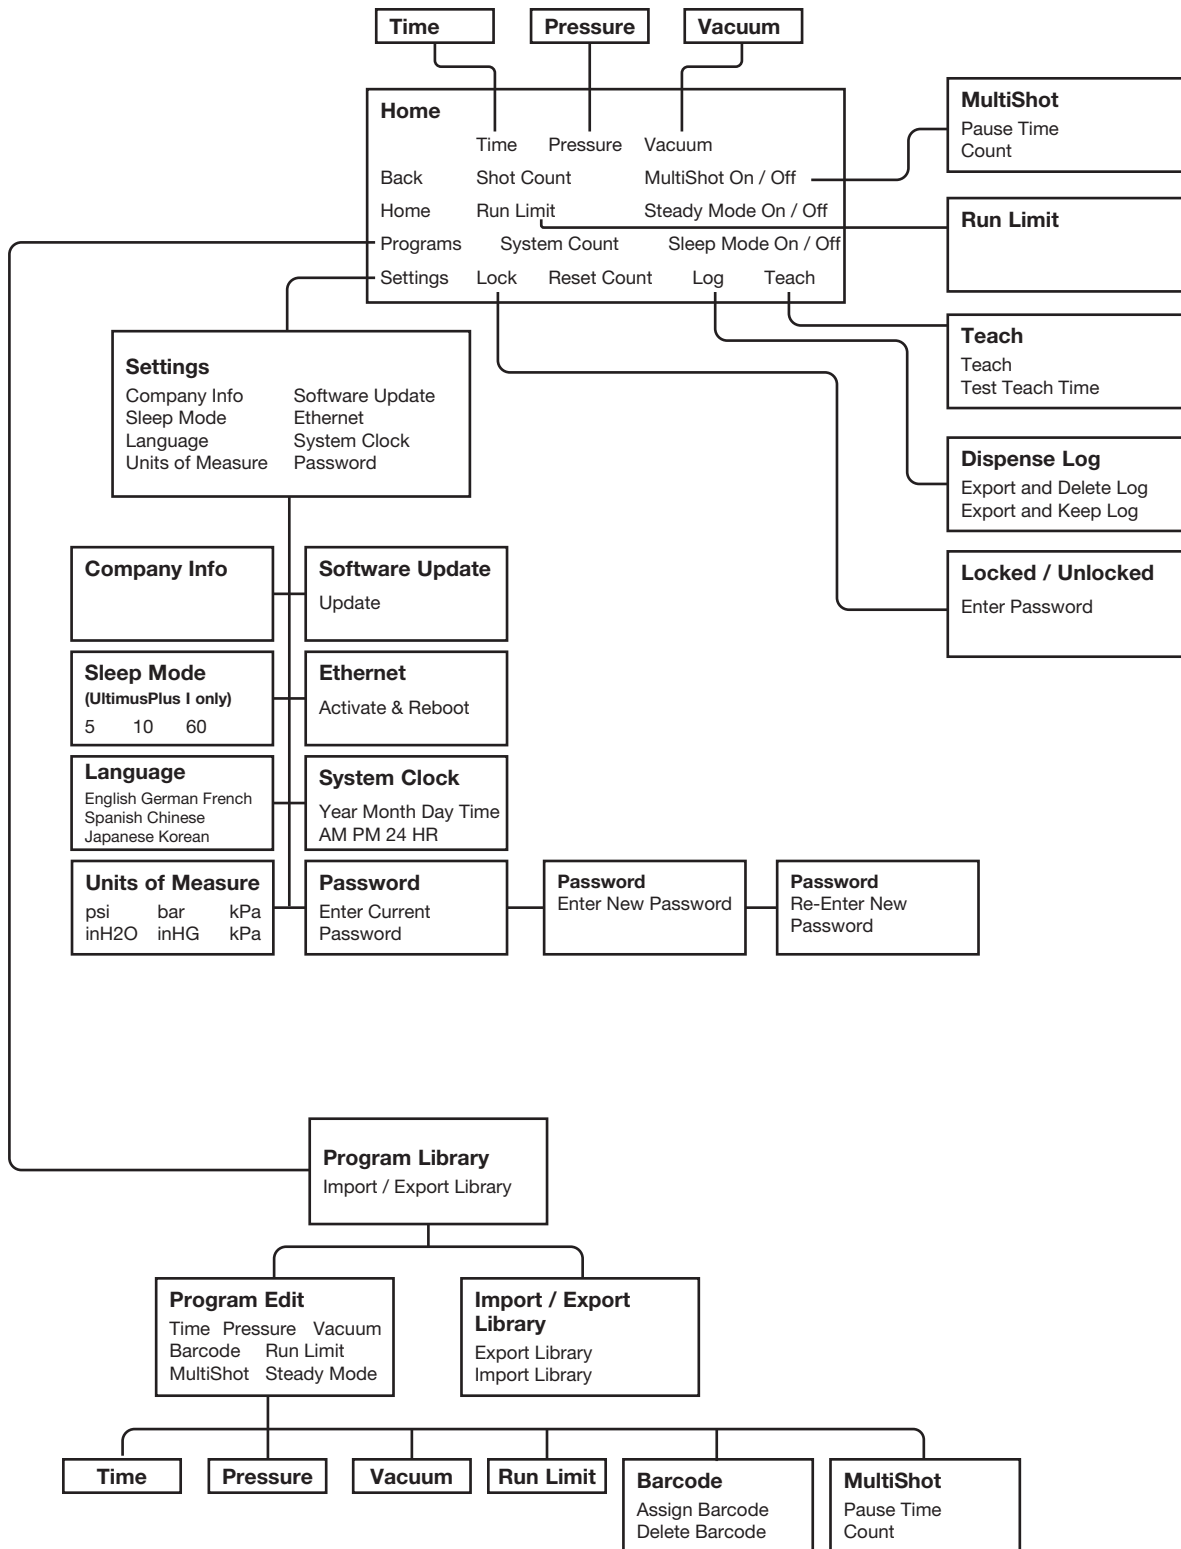 Time Pressure Vacuum
Home
Time Pressure Vacuum
Back Shot Count MultiShot On / Off
Home Run Limit Steady Mode On / Off
Programs System Count Sleep Mode On / Off
Settings Lock Reset Count Log Teach
MultiShot
Pause Time
Count
Run Limit
Teach
Teach
Test Teach Time
Dispense Log
Export and Delete Log
Export and Keep Log
Locked / Unlocked
Enter Password
Settings
Company Info Software Update
Sleep Mode Ethernet
Language System Clock
Units of Measure Password
Company Info
Software Update
Update
Sleep Mode
(UltimusPlus I only)
5 10 60
Ethernet
Activate & Reboot
Language
English German French
Spanish Chinese
Japanese Korean
System Clock
Year Month Day Time
AM PM 24 HR
Units of Measure
psi bar kPa
inH2O inHG kPa
Password
Enter Current
Password
Password
Enter New Password
Password
Re-Enter New
Password
Program Library
Import / Export Library
Program Edit
Time Pressure Vacuum
Barcode Run Limit
MultiShot Steady Mode
Import / Export
Library
Export Library
Import Library
Time
Pressure
Vacuum
Run Limit
Barcode
Assign Barcode
Delete Barcode
MultiShot
Pause Time
Count